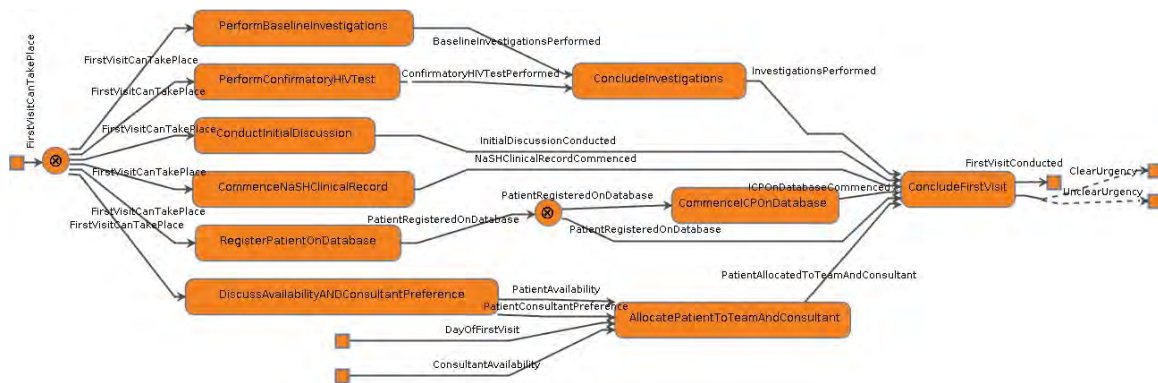 FirstVisitCanTakePlace
FirstVisitCanTakePlace
PerformBaselineInvestigations
BaselineInvestigationsPerformed
FirstVisitCanTakePlace
PerformConfirmatoryHIVTest
ConfirmatoryHIVTestPerformed
ConcludeInvestigations
InvestigationsPerformed
FirstVisitCanTakePlace
ConductInitialDiscussion
InitialDiscussionConducted
FirstVisitCanTakePlace
CommenceNaSHClinicalRecord
NaSHClinicalRecordCommenced
FirstVisitCanTakePlace
RegisterPatientOnDatabase
PatientRegisteredOnDatabase
PatientRegisteredOnDatabase
CommenceICPOnDatabase
ICPOnDatabaseCommenced
PatientRegisteredOnDatabase
ConcludeFirstVisit
FirstVisitConducted
ClearUrgency
UnclearUrgency
FirstVisitCanTakePlace
DiscussAvailabilityANDConsultantPreference
PatientAvailability
PatientConsultantPreference
DayOfFirstVisit
ConsultantAvailability
AllocatePatientToTeamAndConsultant
PatientAllocatedToTeamAndConsultant